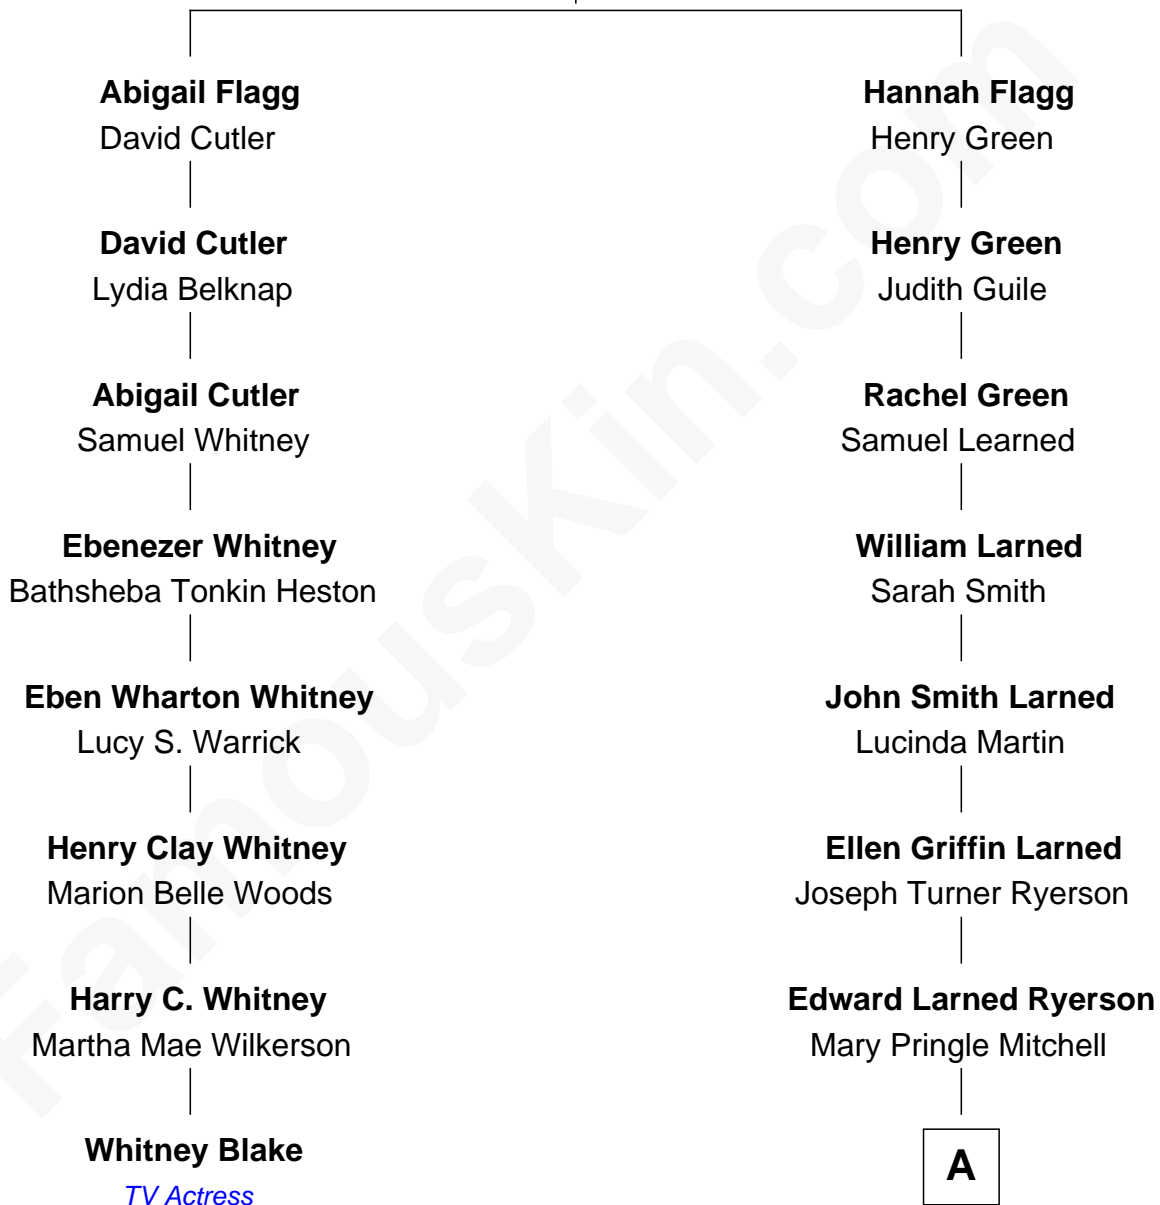 Abigail Flagg
David Cutler
David Cutler
Lydia Belknap
Abigail Cutler
Samuel Whitney
Ebenezer Whitney
Bathsheba Tonkin Heston
Eben Wharton Whitney
Lucy S. Warrick
Henry Clay Whitney
Marion Belle Woods
Harry C. Whitney
Martha Mae Wilkerson
Whitney Blake
TV Actress
Hannah Flagg
Henry Green
Henry Green
Judith Guile
Rachel Green
Samuel Learned
William Larned
Sarah Smith
John Smith Larned
Lucinda Martin
Ellen Griffin Larned
Joseph Turner Ryerson
Edward Larned Ryerson
Mary Pringle Mitchell
A
FamousKin.com